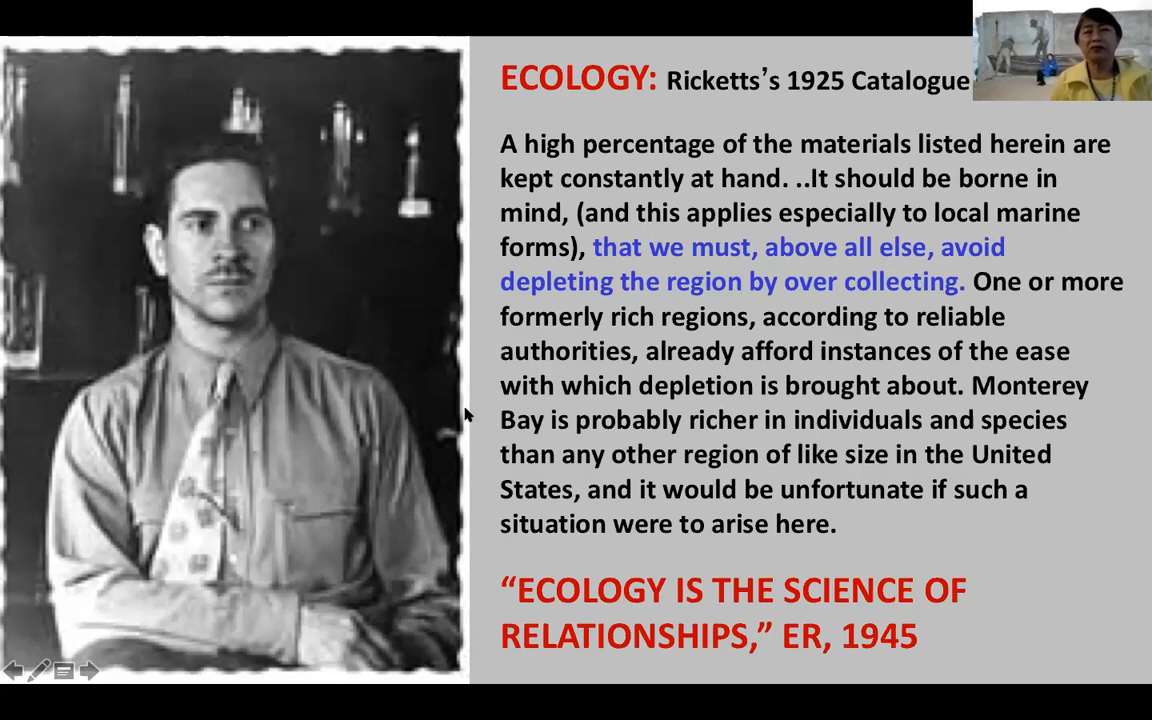 ECOLOGY: Ricketts’s 1925 Catalogue
A high percentage of the materials listed herein are
kept constantly at hand. ..It should be borne in
mind, (and this applies especially to local marine
forms), that we must, above all else, avoid
depleting the region by over collecting. One or more
formerly rich regions, according to reliable
authorities, already afford instances of the ease
with which depletion is brought about. Monterey
Bay is probably richer in individuals and species
than any other region of like size in the United
States, and it would be unfortunate if such a
situation were to arise here.
“ECOLOGY IS THE SCIENCE OF
RELATIONSHIPS,” ER, 1945